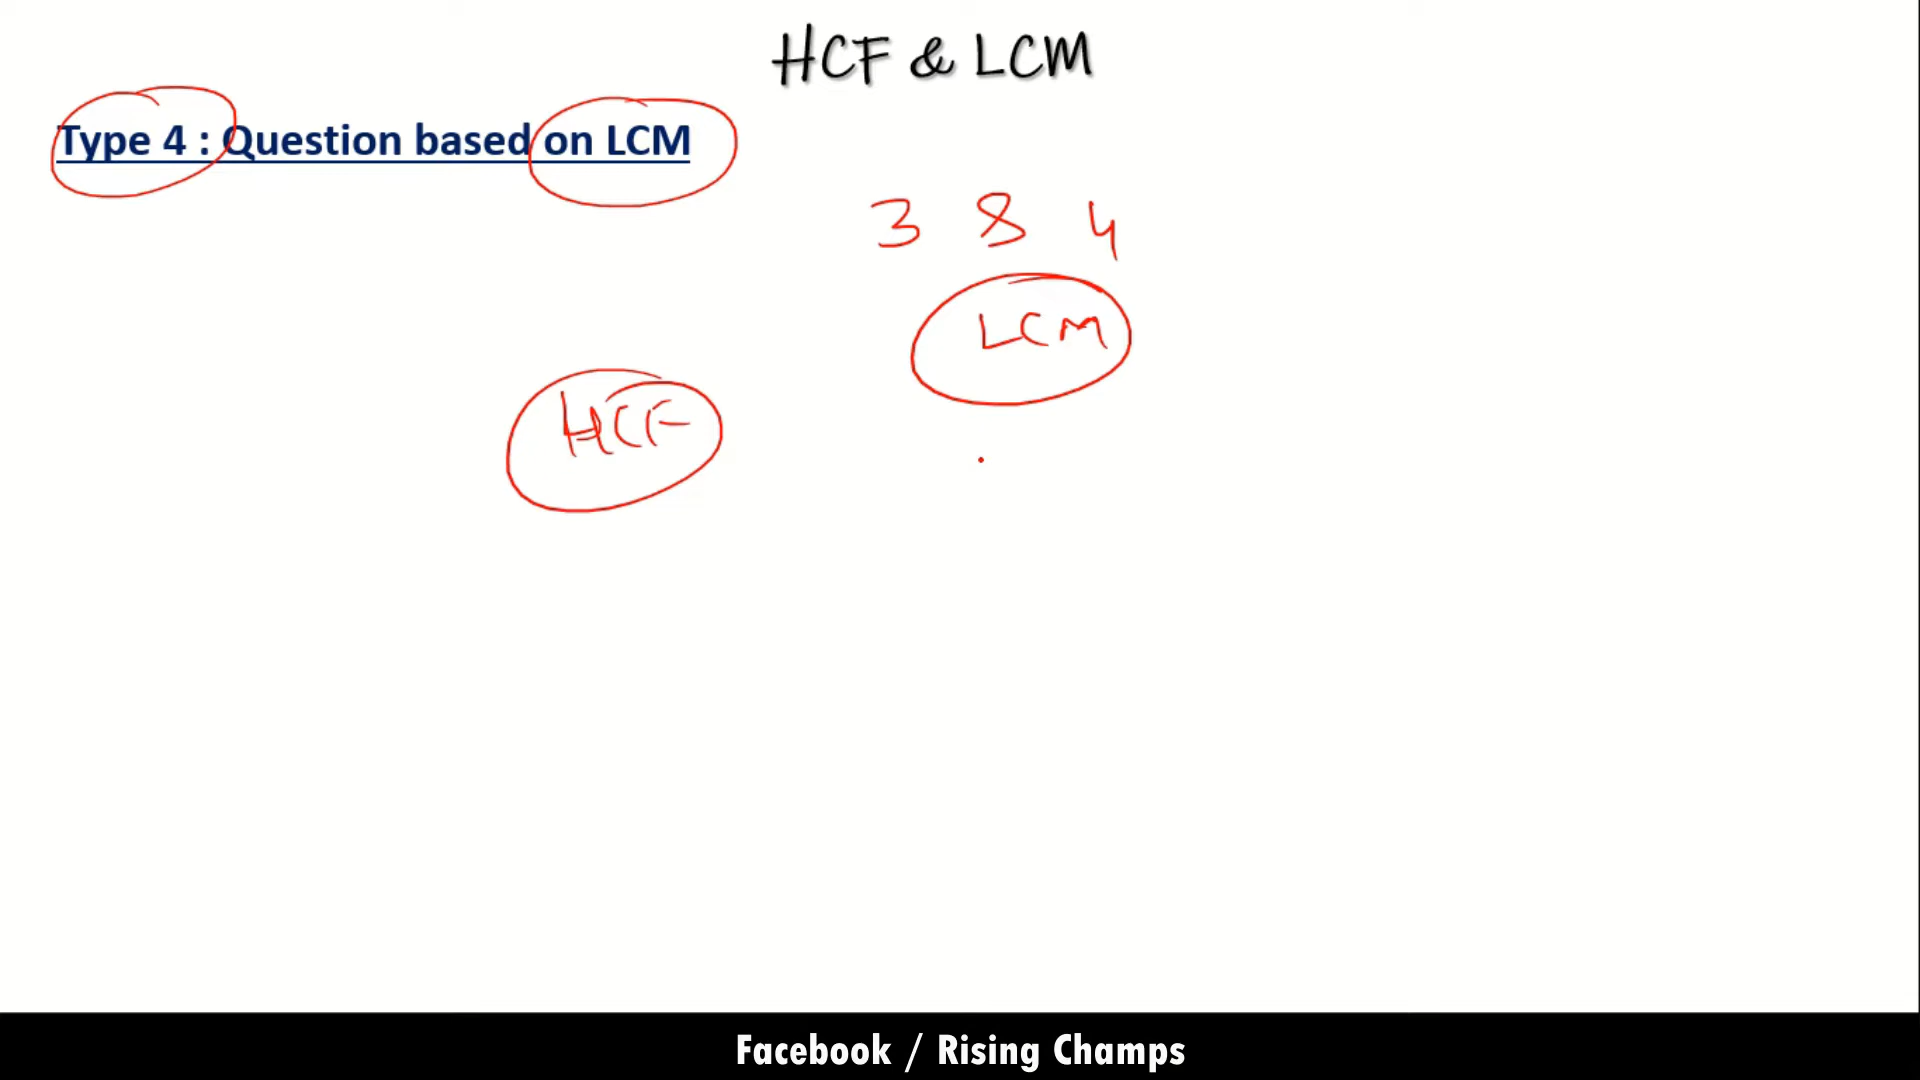 HCF & LCM
Type 4 : Question based on LCM
3 8 4
LCM
HCF
Facebook / Rising Champs